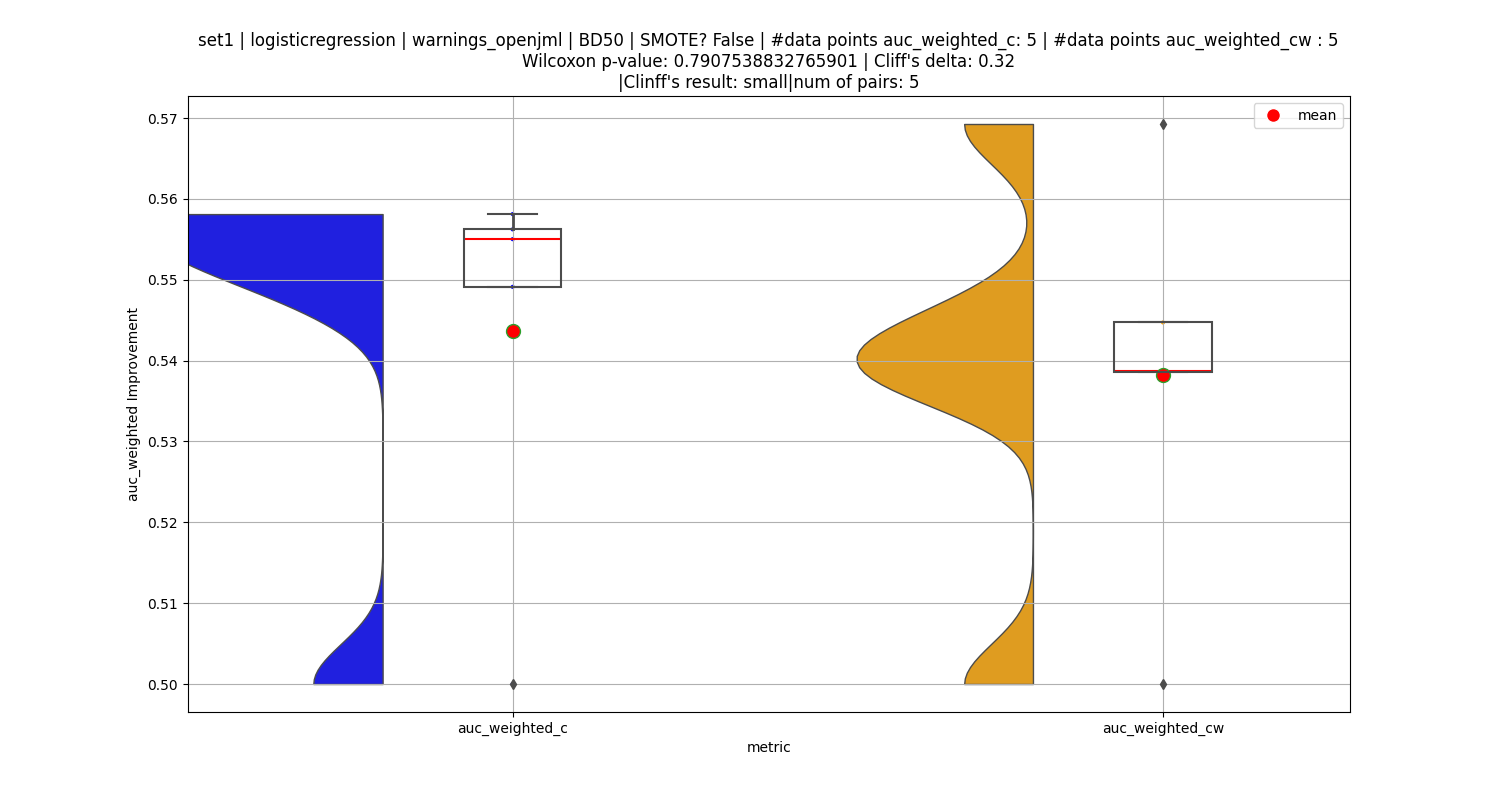 set1 | logisticregression | warnings_openjml | BD50 | SMOTE? False | #data points auc_weighted_c: 5 | #data points auc_weighted_cw : 5
Wilcoxon p-value: 0.7907538832765901 | Cliff's delta: 0.32
|Clinff's result: small|num of pairs: 5
mean
0.57
0.56
0.55
0.54
0.53
0.52
0.51
0.50
auc_weighted Improvement
auc_weighted_c
auc_weighted_cw
metric